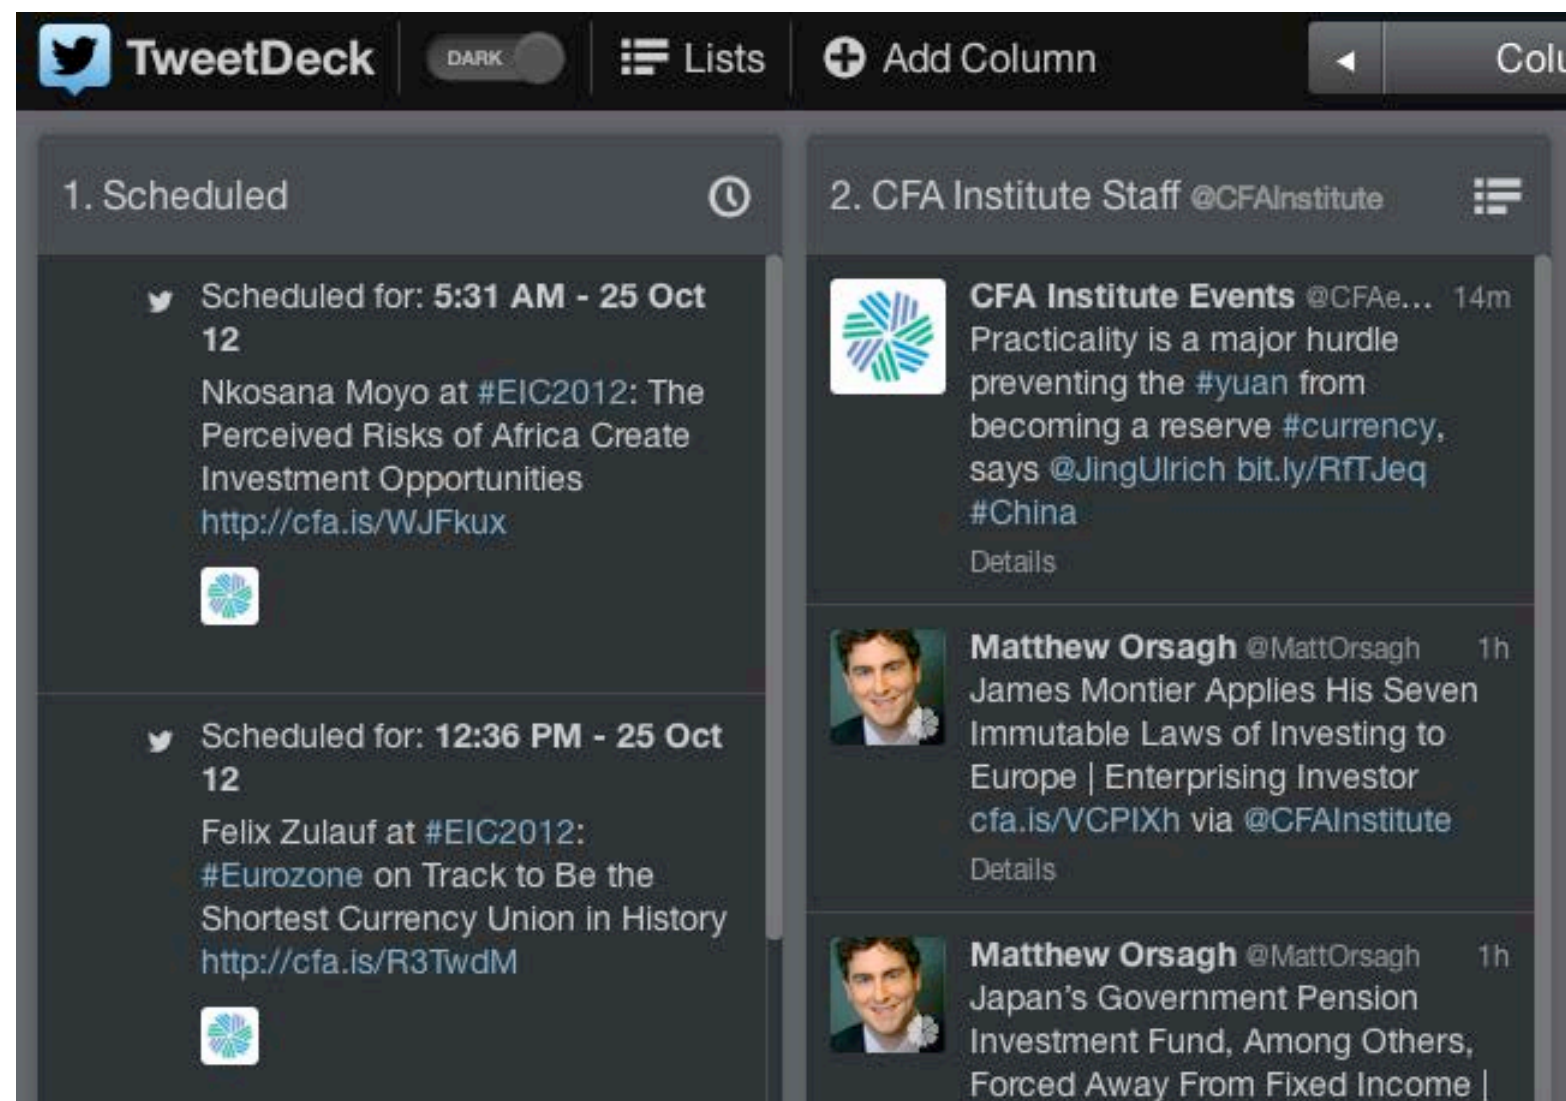 TweetDeck
DARK
Lists
Add Column
Colu
1. Scheduled
Scheduled for: 5:31 AM - 25 Oct
12
Nkosana Moyo at #EIC2012: The
Perceived Risks of Africa Create
Investment Opportunities
http://cfa.is/WJFkux
Scheduled for: 12:36 PM - 25 Oct
12
Felix Zulauf at #EIC2012:
#Eurozone on Track to Be the
Shortest Currency Union in History
http://cfa.is/R3TwdM
2. CFA Institute Staff @CFAInstitute
CFA Institute Events @CFAe... 14m
Practicality is a major hurdle
preventing the #yuan from
becoming a reserve #currency,
says @JingUlrich bit.ly/RfTJeq
#China
Details
Matthew Orsagh @MattOrsagh 1h
James Montier Applies His Seven
Immutable Laws of Investing to
Europe | Enterprising Investor
cfa.is/VCPIXh via @CFAInstitute
Details
Matthew Orsagh @MattOrsagh 1h
Japan's Government Pension
Investment Fund, Among Others,
Forced Away From Fixed Income |